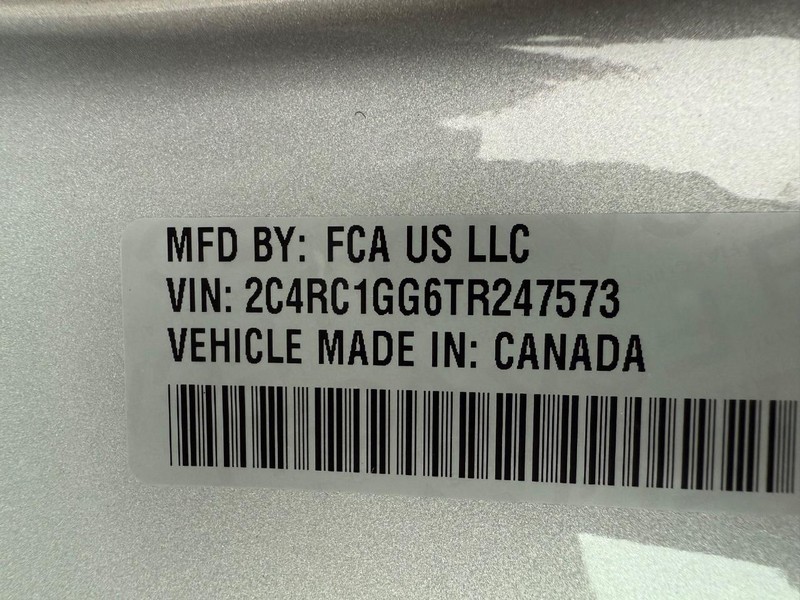 MFD BY: FCA US LLC
VIN: 2C4RC1GG6TR247573
VEHICLE MADE IN: CANADA